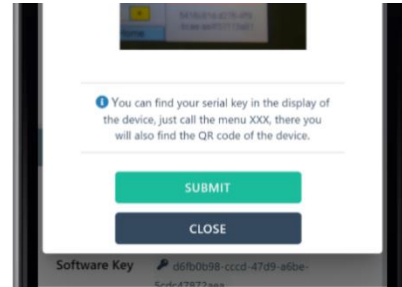 You can find your serial key in the display of
the device, just call the menu XXX, there you
will also find the QR code of the device.
SUBMIT
CLOSE
Software Key d6fb0b98-cccd-47d9-a6be-
5cdc47872aea